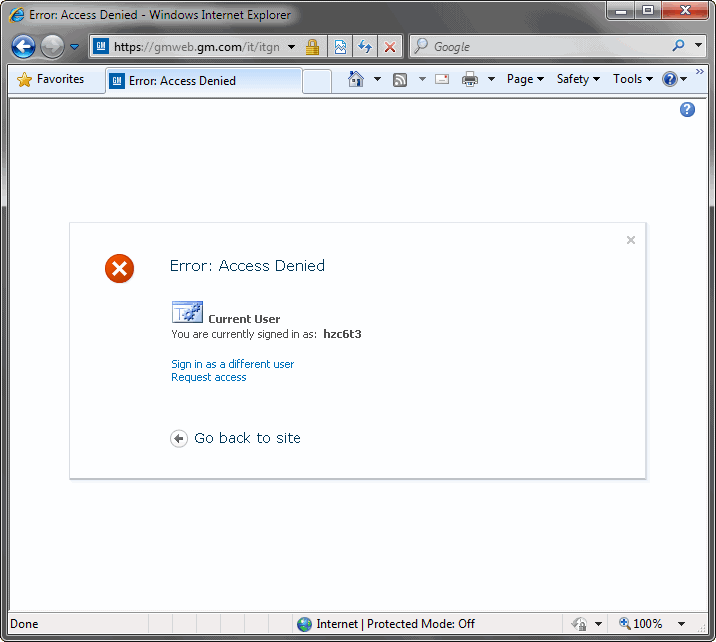 Error: Access Denied - Windows Internet Explorer
GM https://gmweb.gm.com/it/itgn
Google
Favorites
GM Error: Access Denied
Page
Safety
Tools
»
Error: Access Denied
Current User
You are currently signed in as: hzc6t3
Sign in as a different user
Request access
Go back to site
Done
Internet | Protected Mode: Off
100%